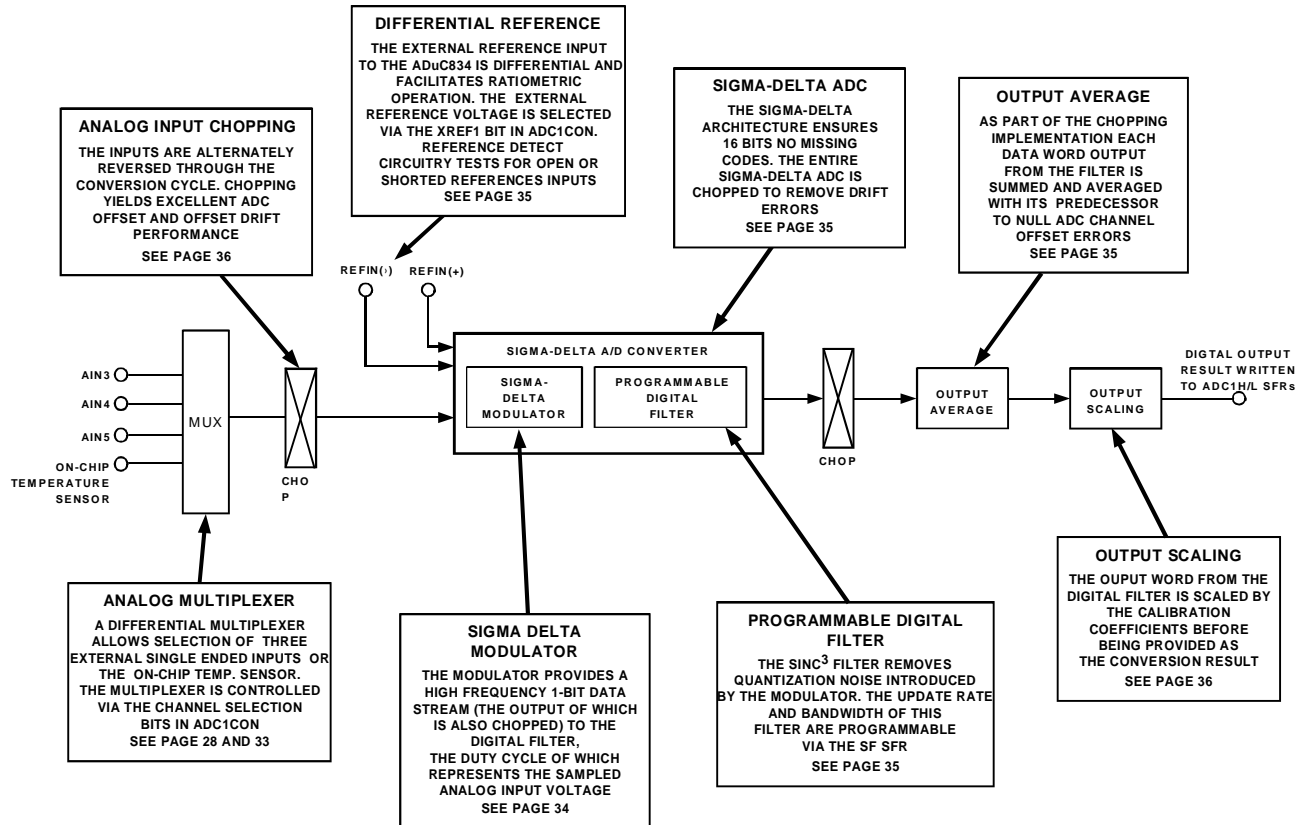 DIFFERENTIAL REFERENCE
THE EXTERNAL REFERENCE INPUT
TO THE ADuC834 IS DIFFERENTIAL AND
FACILITATES RATIOMETRIC
OPERATION. THE EXTERNAL
REFERENCE VOLTAGE IS SELECTED
VIA THE XREF1 BIT IN ADC1CON.
REFERENCE DETECT
CIRCUITRY TESTS FOR OPEN OR
SHORTED REFERENCES INPUTS
SEE PAGE 35
SIGMA-DELTA ADC
THE SIGMA-DELTA
ARCHITECTURE ENSURES
16 BITS NO MISSING
CODES. THE ENTIRE
SIGMA-DELTA ADC IS
CHOPPED TO REMOVE DRIFT
ERRORS
SEE PAGE 35
OUTPUT AVERAGE
AS PART OF THE CHOPPING
IMPLEMENTATION EACH
DATA WORD OUTPUT
FROM THE FILTER IS
SUMMED AND AVERAGED
WITH ITS PREDECESSOR
TO NULL ADC CHANNEL
OFFSET ERRORS
SEE PAGE 35
ANALOG INPUT CHOPPING
THE INPUTS ARE ALTERNATELY
REVERSED THROUGH THE
CONVERSION CYCLE. CHOPPING
YIELDS EXCELLENT ADC
OFFSET AND OFFSET DRIFT
PERFORMANCE
SEE PAGE 36
REFIN(›) REFIN(+)
AIN3
AIN4
AIN5
ON-CHIP
TEMPERATURE
SENSOR
MUX
CHO
P
SIGMA-DELTA A/D CONVERTER
SIGMA-
DELTA
MODULATOR
PROGRAMMABLE
DIGITAL
FILTER
CHOP
OUTPUT
AVERAGE
OUTPUT
SCALING
DIGTAL OUTPUT
RESULT WRITTEN
TO ADC1H/L SFRs
ANALOG MULTIPLEXER
A DIFFERENTIAL MULTIPLEXER
ALLOWS SELECTION OF THREE
EXTERNAL SINGLE ENDED INPUTS OR
THE ON-CHIP TEMP. SENSOR.
THE MULTIPLEXER IS CONTROLLED
VIA THE CHANNEL SELECTION
BITS IN ADC1CON
SEE PAGE 28 AND 33
SIGMA DELTA
MODULATOR
THE MODULATOR PROVIDES A
HIGH FREQUENCY 1-BIT DATA
STREAM (THE OUTPUT OF WHICH
IS ALSO CHOPPED) TO THE
DIGITAL FILTER,
THE DUTY CYCLE OF WHICH
REPRESENTS THE SAMPLED
ANALOG INPUT VOLTAGE
SEE PAGE 34
PROGRAMMABLE DIGITAL
FILTER
THE SINC³ FILTER REMOVES
QUANTIZATION NOISE INTRODUCED
BY THE MODULATOR. THE UPDATE RATE
AND BANDWIDTH OF THIS
FILTER ARE PROGRAMMABLE
VIA THE SF SFR
SEE PAGE 35
OUTPUT SCALING
THE OUPUT WORD FROM THE
DIGITAL FILTER IS SCALED BY
THE CALIBRATION
COEFFICIENTS BEFORE
BEING PROVIDED AS
THE CONVERSION RESULT
SEE PAGE 36